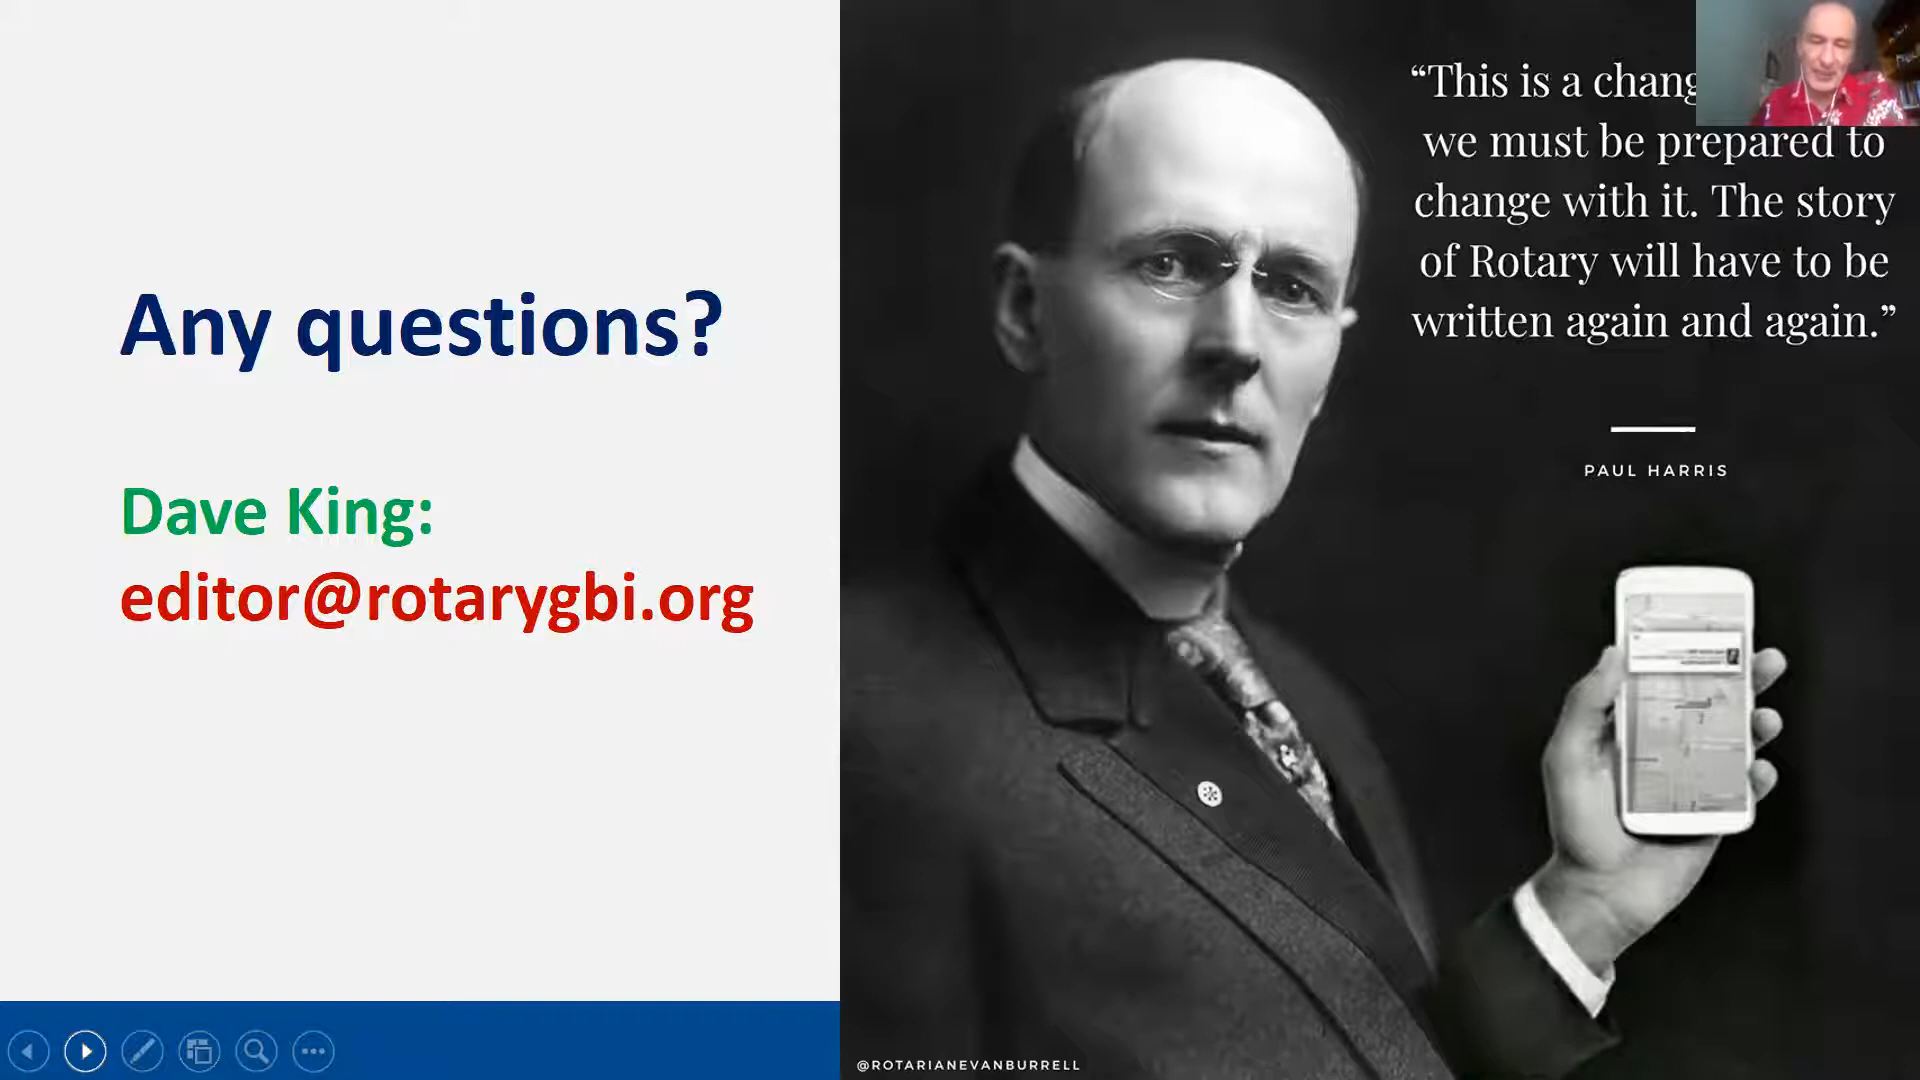 Any questions?
Dave King:
editor@rotarygbi.org
“This is a
we must be prepared to
change with it. The story
of Rotary will have to be
written again and again.”
PAUL HARRIS
@ROTARIANEVANBURRELL